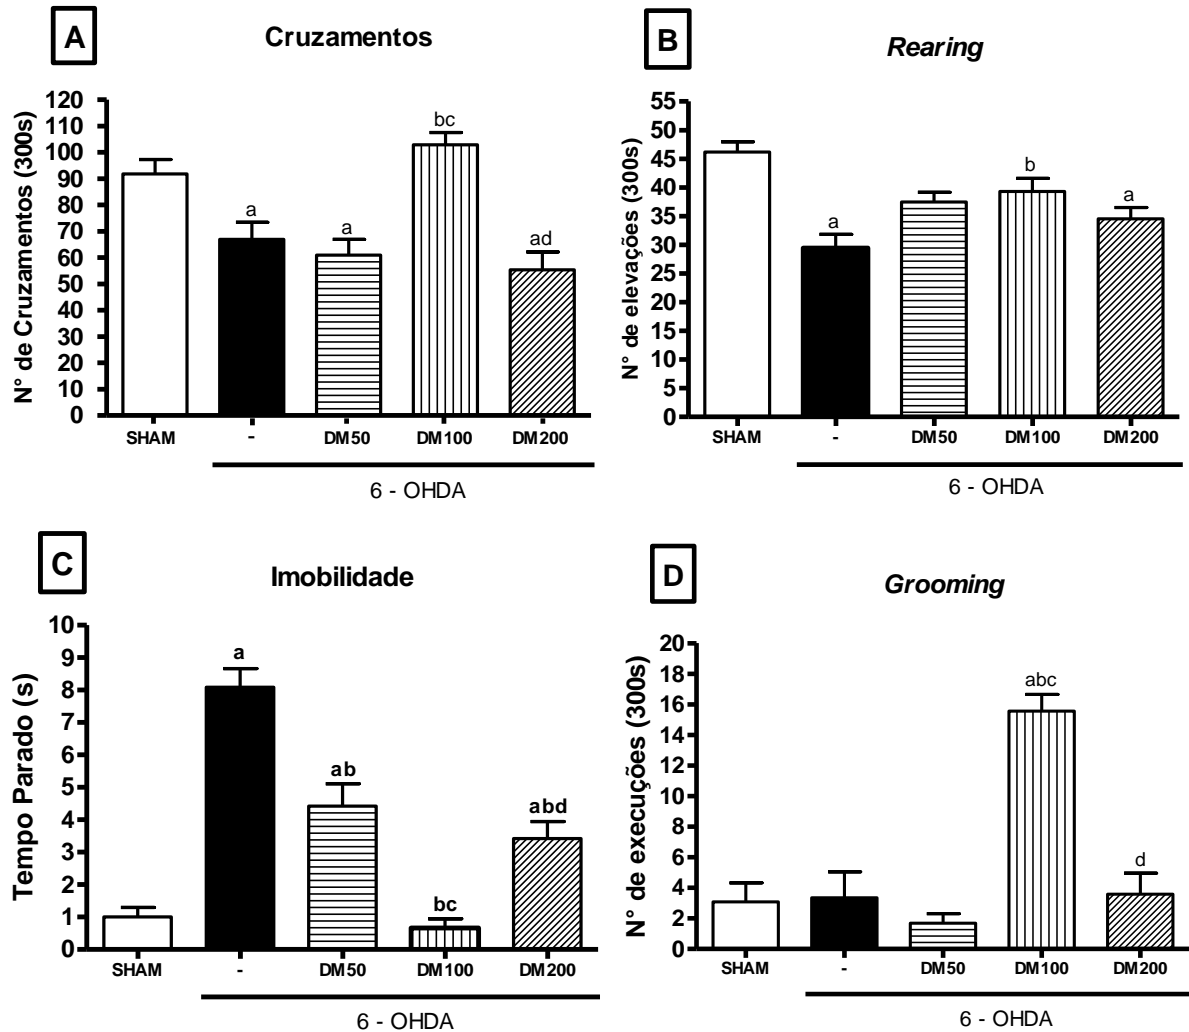 A
Cruzamentos
N° de Cruzamentos (300s)
120
110
100
90
80
70
60
50
40
30
20
10
0
a
a
bc
ad
SHAM - DM50 DM100 DM200
6 - OHDA
B
Rearing
N° de elevações (300s)
55
50
45
40
35
30
25
20
15
10
5
0
a
b
a
SHAM - DM50 DM100 DM200
6 - OHDA
C
Imobilidade
Tempo Parado (s)
10
9
8
7
6
5
4
3
2
1
0
a
ab
bc
abd
SHAM - DM50 DM100 DM200
6 - OHDA
D
Grooming
N° de execuções (300s)
20
18
16
14
12
10
8
6
4
2
0
abc
d
SHAM - DM50 DM100 DM200
6 - OHDA